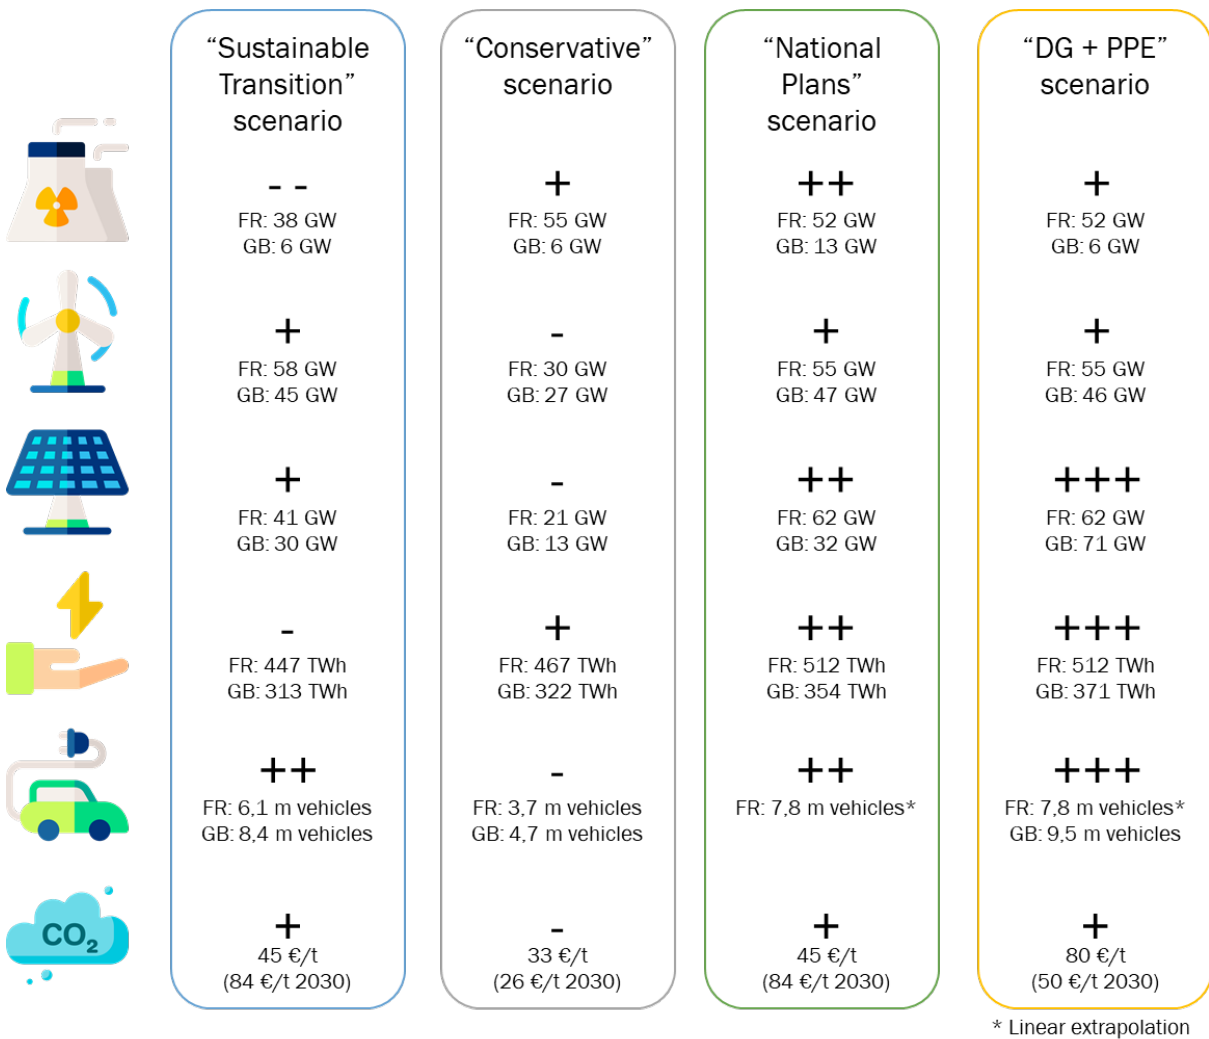 “Sustainable
Transition”
scenario
“Conservative”
scenario
“National
Plans”
scenario
“DG + PPE”
scenario
- -
FR: 38 GW
GB: 6 GW
+
FR: 55 GW
GB: 6 GW
++
FR: 52 GW
GB: 13 GW
+
FR: 52 GW
GB: 6 GW
+
FR: 58 GW
GB: 45 GW
-
FR: 30 GW
GB: 27 GW
+
FR: 55 GW
GB: 47 GW
+
FR: 55 GW
GB: 46 GW
+
FR: 41 GW
GB: 30 GW
-
FR: 21 GW
GB: 13 GW
++
FR: 62 GW
GB: 32 GW
+++
FR: 62 GW
GB: 71 GW
-
FR: 447 TWh
GB: 313 TWh
+
FR: 467 TWh
GB: 322 TWh
++
FR: 512 TWh
GB: 354 TWh
+++
FR: 512 TWh
GB: 371 TWh
++
FR: 6,1 m vehicles
GB: 8,4 m vehicles
-
FR: 3,7 m vehicles
GB: 4,7 m vehicles
++
FR: 7,8 m vehicles*
+++
FR: 7,8 m vehicles*
GB: 9,5 m vehicles
CO₂
+
45 €/t
(84 €/t 2030)
-
33 €/t
(26 €/t 2030)
+
45 €/t
(84 €/t 2030)
+
80 €/t
(50 €/t 2030)
* Linear extrapolation